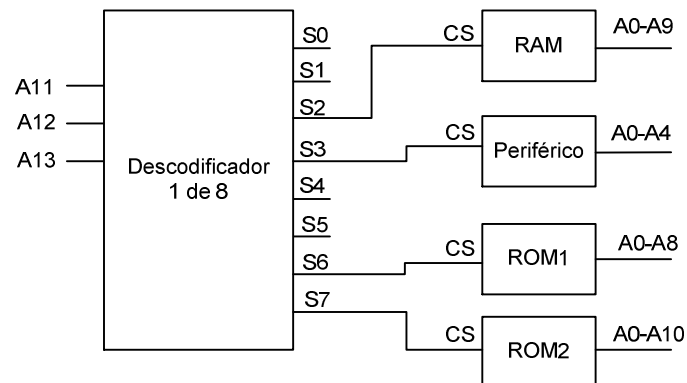 A11
A12
A13
Descodificador
1 de 8
S0
S1
S2
S3
S4
S5
S6
S7
CS
RAM
A0-A9
CS
Periférico
A0-A4
CS
ROM1
A0-A8
CS
ROM2
A0-A10